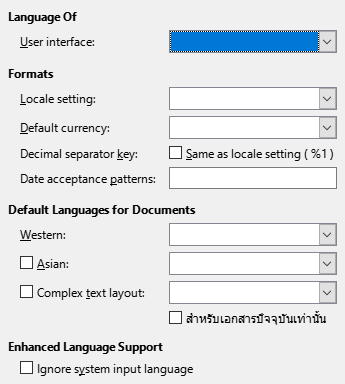 Language Of
User interface:
Formats
Locale setting:
Default currency:
Decimal separator key:
Same as locale setting ( %1 )
Date acceptance patterns:
Default Languages for Documents
Western:
Asian:
Complex text layout:
สำหรับเอกสารปัจจุบันเท่านั้น
Enhanced Language Support
Ignore system input language